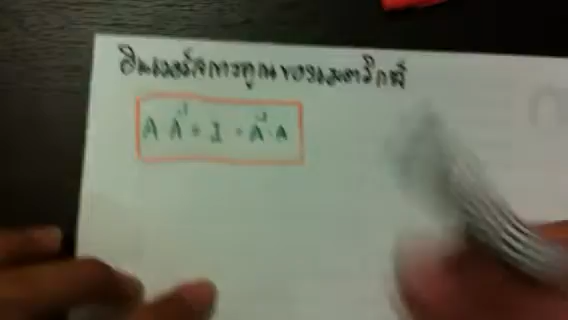 อินเวอร์สการคูณของเมตริกซ์
A A⁻¹ = I = A⁻¹·A